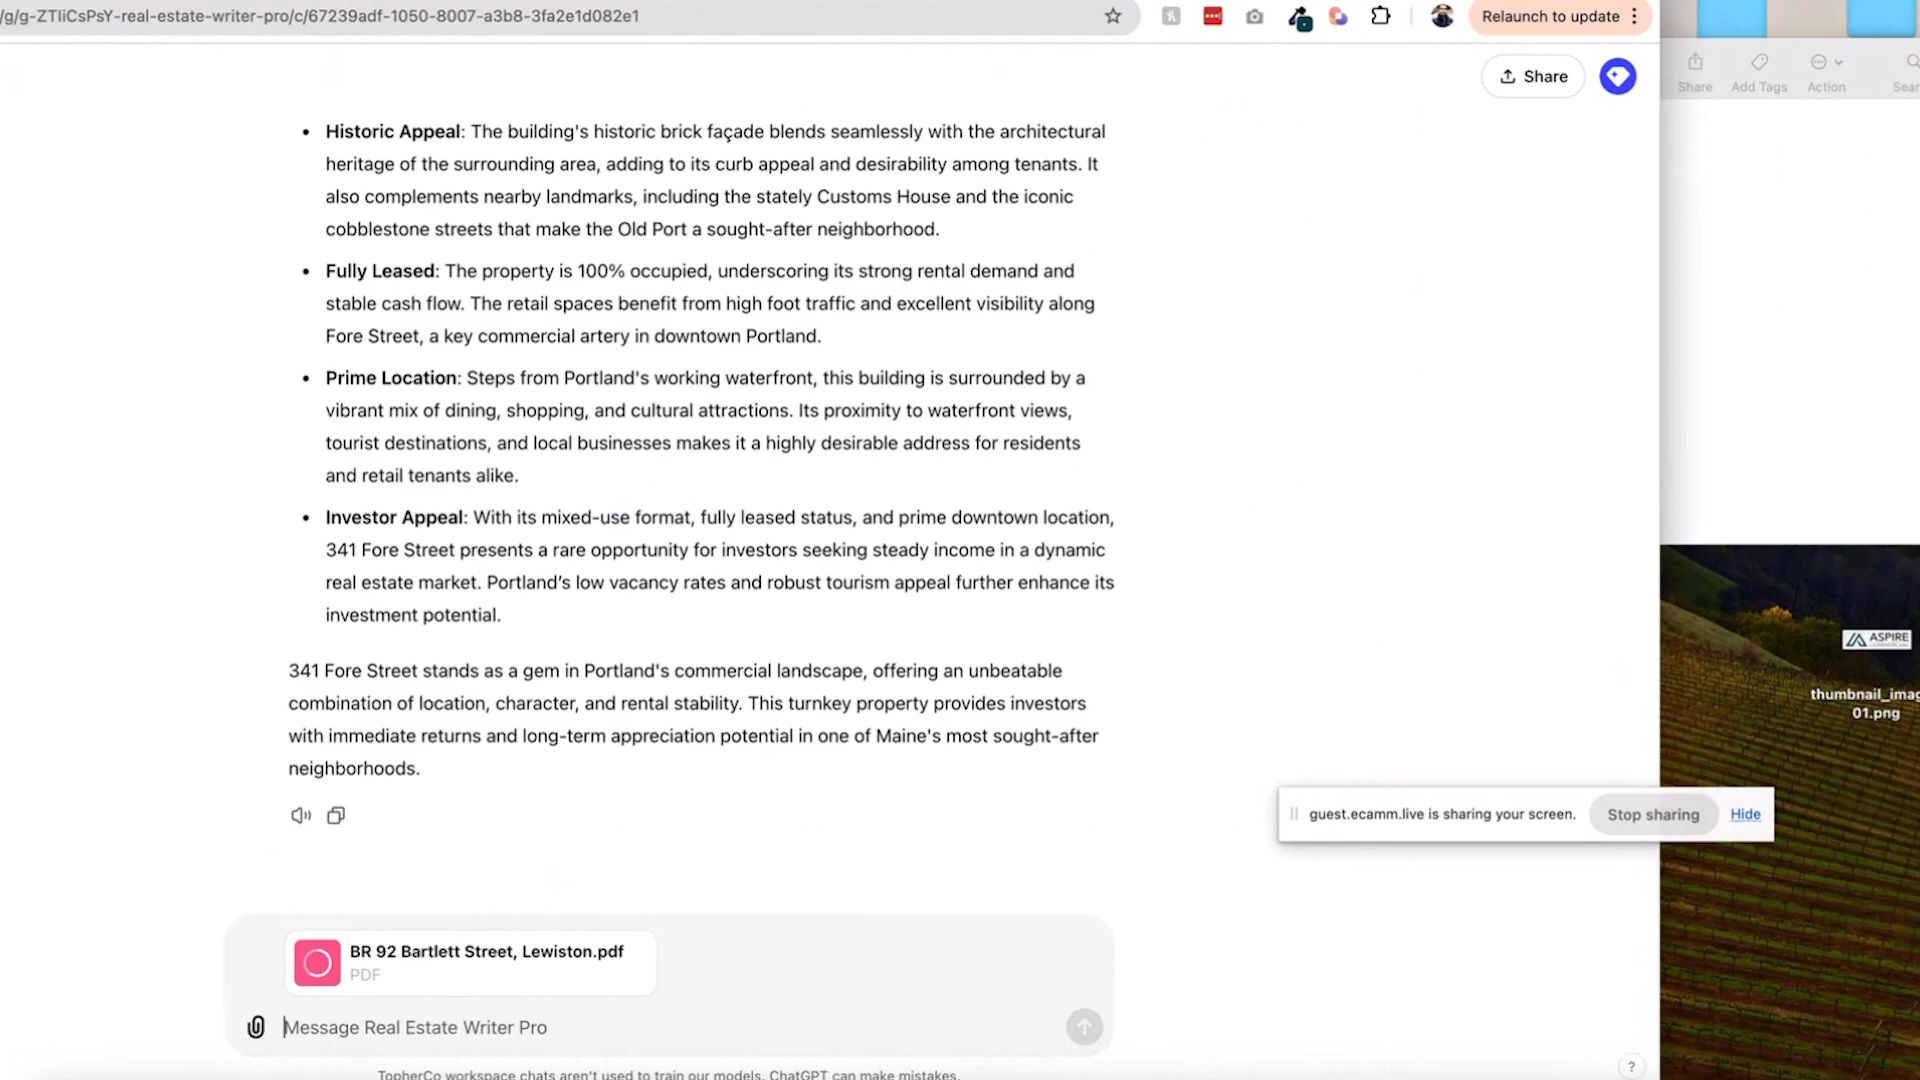 /g/g-ZTIiCsPsY-real-estate-writer-pro/c/67239adf-1050-8007-a3b8-3fa2e1d082e1
Relaunch to update
Share
Share
Add Tags
Action
• Historic Appeal: The building's historic brick façade blends seamlessly with the architectural
heritage of the surrounding area, adding to its curb appeal and desirability among tenants. It
also complements nearby landmarks, including the stately Customs House and the iconic
cobblestone streets that make the Old Port a sought-after neighborhood.
• Fully Leased: The property is 100% occupied, underscoring its strong rental demand and
stable cash flow. The retail spaces benefit from high foot traffic and excellent visibility along
Fore Street, a key commercial artery in downtown Portland.
• Prime Location: Steps from Portland's working waterfront, this building is surrounded by a
vibrant mix of dining, shopping, and cultural attractions. Its proximity to waterfront views,
tourist destinations, and local businesses makes it a highly desirable address for residents
and retail tenants alike.
• Investor Appeal: With its mixed-use format, fully leased status, and prime downtown location,
341 Fore Street presents a rare opportunity for investors seeking steady income in a dynamic
real estate market. Portland’s low vacancy rates and robust tourism appeal further enhance its
investment potential.
341 Fore Street stands as a gem in Portland's commercial landscape, offering an unbeatable
combination of location, character, and rental stability. This turnkey property provides investors
with immediate returns and long-term appreciation potential in one of Maine's most sought-after
neighborhoods.
ASPIRE
thumbnail_imag
01.png
guest.ecamm.live is sharing your screen.
Stop sharing
Hide
BR 92 Bartlett Street, Lewiston.pdf
PDF
Message Real Estate Writer Pro
?
TopherCo workspace chats aren't used to train our models. ChatGPT can make mistakes.